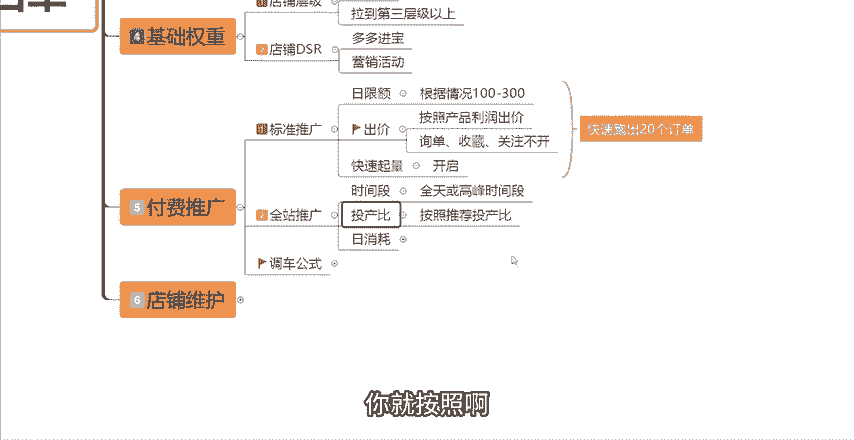 店铺层级
拉到第三层级以上
4 基础权重
多多进宝
2 店铺DSR
营销活动
日限额
根据情况100-300
按照产品利润出价
1 标准推广
出价
快速跑出20个订单
询单、收藏、关注不开
快速起量
开启
时间段
全天或高峰时间段
5 付费推广
2 全站推广
投产比
按照推荐投产比
日消耗
调车公式
6 店铺维护
你就按照啊